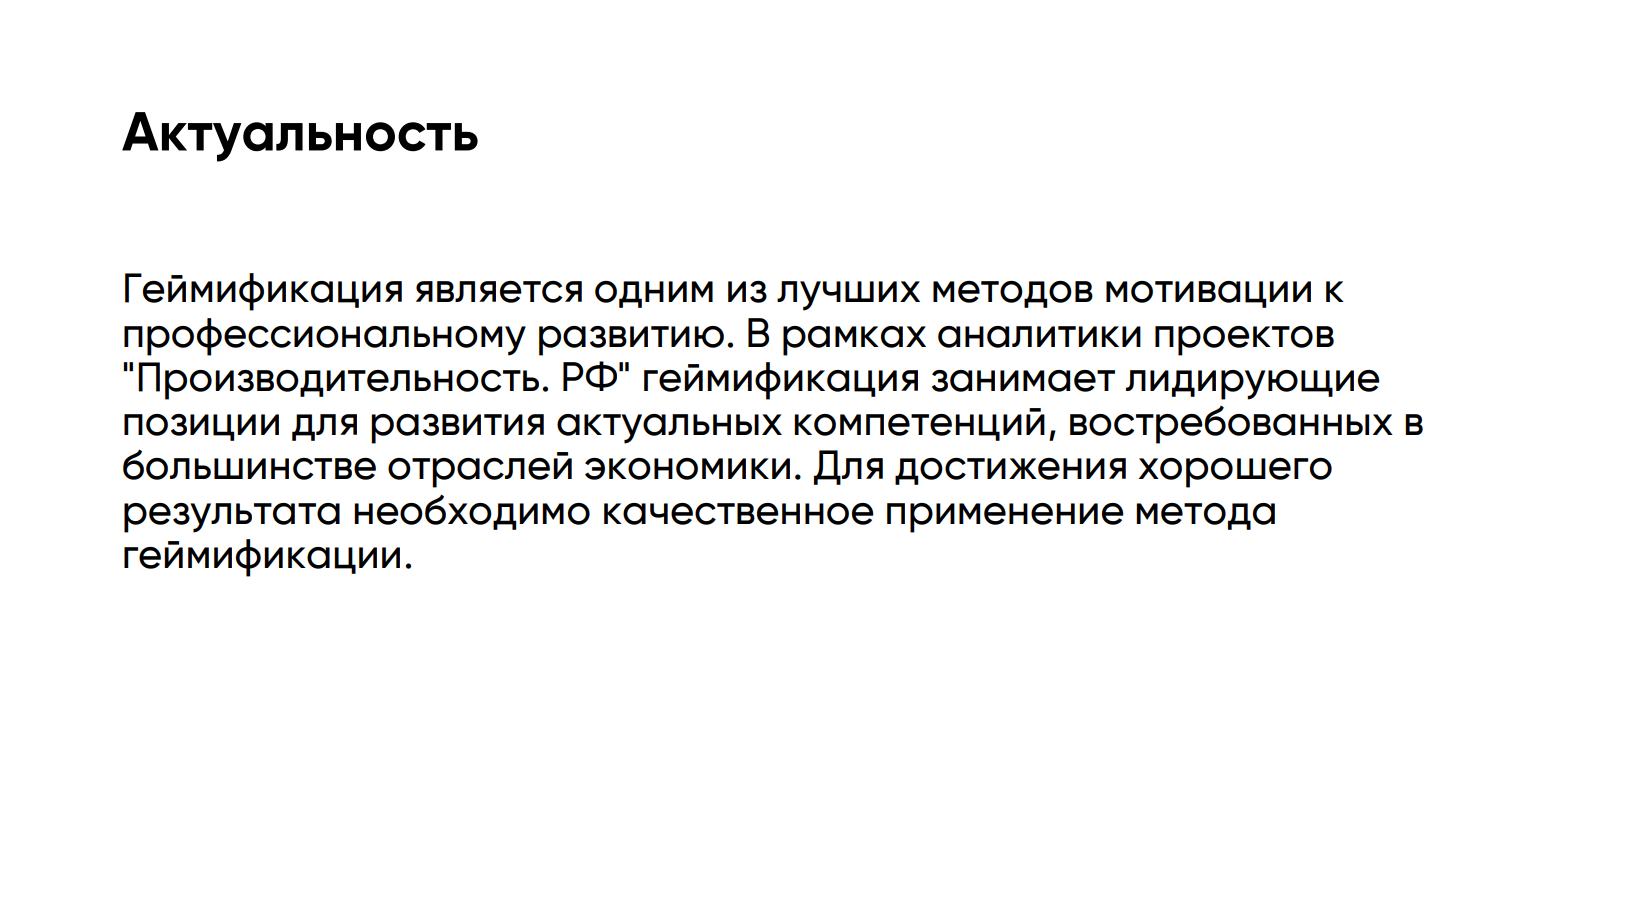 Актуальность
Геймификация является одним из лучших методов мотивации к
профессиональному развитию. В рамках аналитики проектов
"Производительность. РФ" геймификация занимает лидирующие
позиции для развития актуальных компетенций, востребованных в
большинстве отраслей экономики. Для достижения хорошего
результата необходимо качественное применение метода
геймификации.